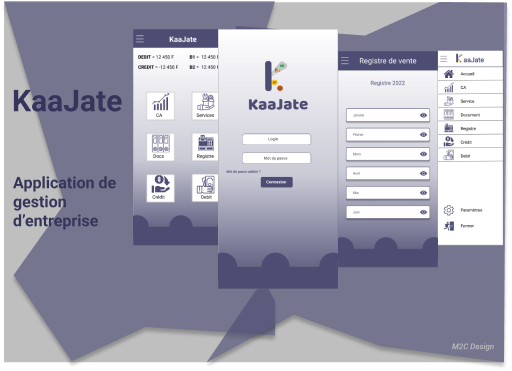 KaaJate
Application de
gestion
d'entreprise
KaaJate
DEBIT = 12 450 F
B1 = 12 450 F
CREDIT = -12 450 F
B2 = 12 450 F
CA
Services
Docs
Registre
Crédit
Debit
KaaJate
Login
Mot de passe
Mot de passe oublier ?
Connexion
Registre de vente
Registre 2022
Janvier
Février
Mars
Avril
Mai
Juin
KaaJate
Accueil
CA
Service
Document
Registre
Crédit
Debit
Paramètres
Fermer
M2C Design